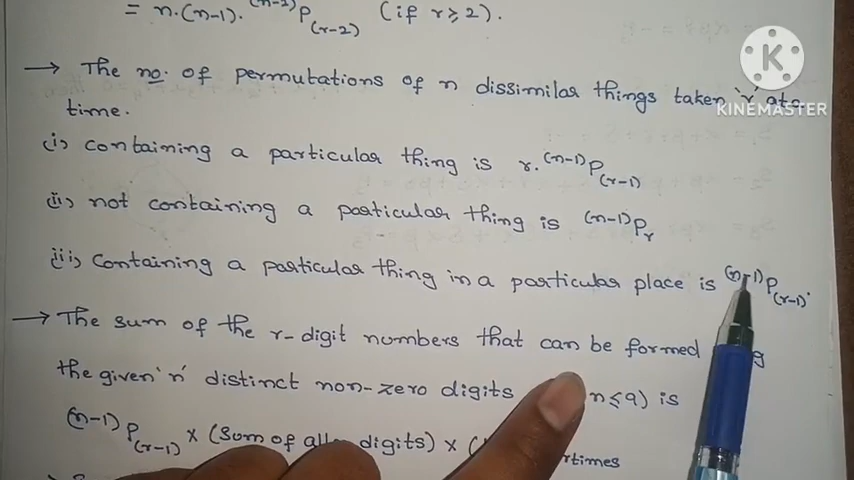 = n.(n-1). (n-2)P(r-2) (if r≥2).
→ The no. of permutations of n dissimilar things taken 'r' at a
time.
(i) containing a particular thing is r.(n-1)P(r-1)
(ii) not containing a particular thing is (n-1)Pr
(iii) Containing a particular thing in a particular place is (n-1)P(r-1).
→ The sum of the r-digit numbers that can be formed
the given 'n' distinct non-zero digits n≤9) is
(n-1)P(r-1) × (Sum of all digits) × ( times
K
KINEMASTER